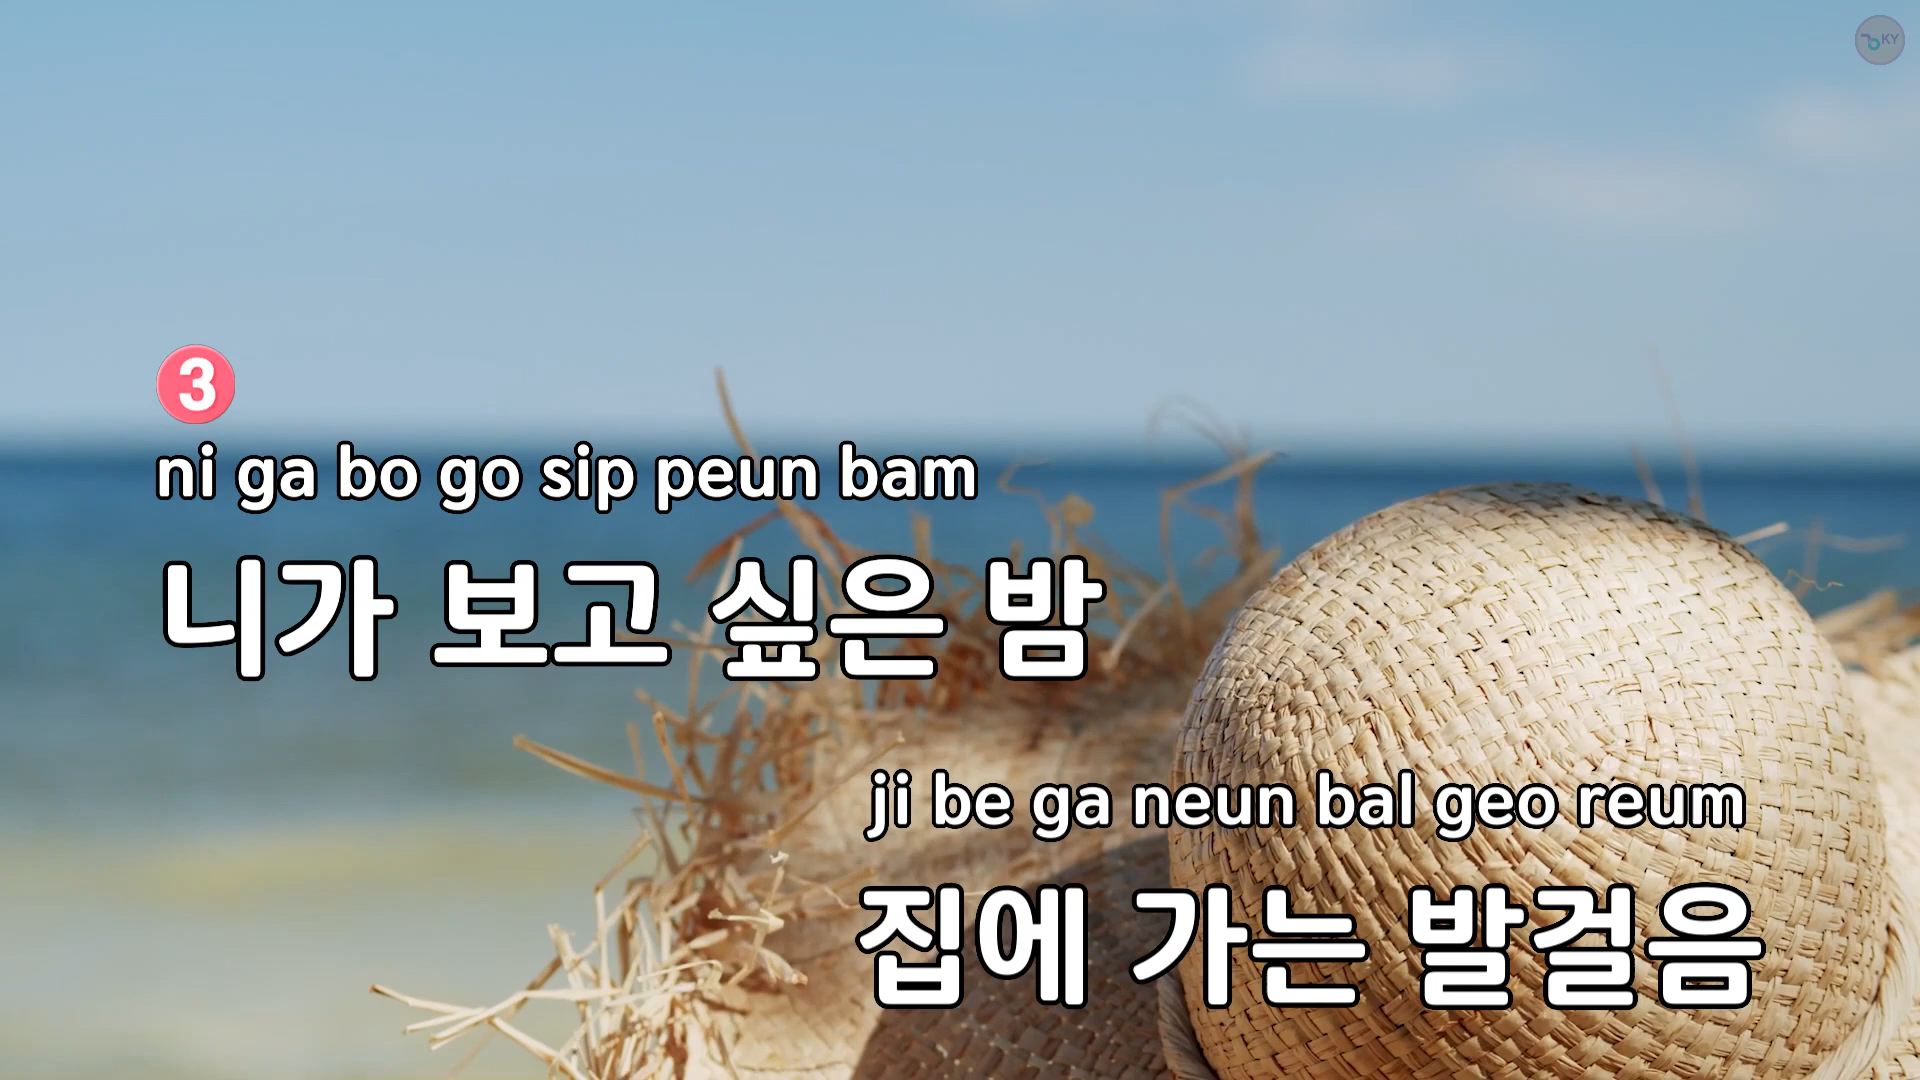 KY
3
ni ga bo go sip peun bam
니가 보고 싶은 밤
ji be ga neun bal geo reum
집에 가는 발걸음